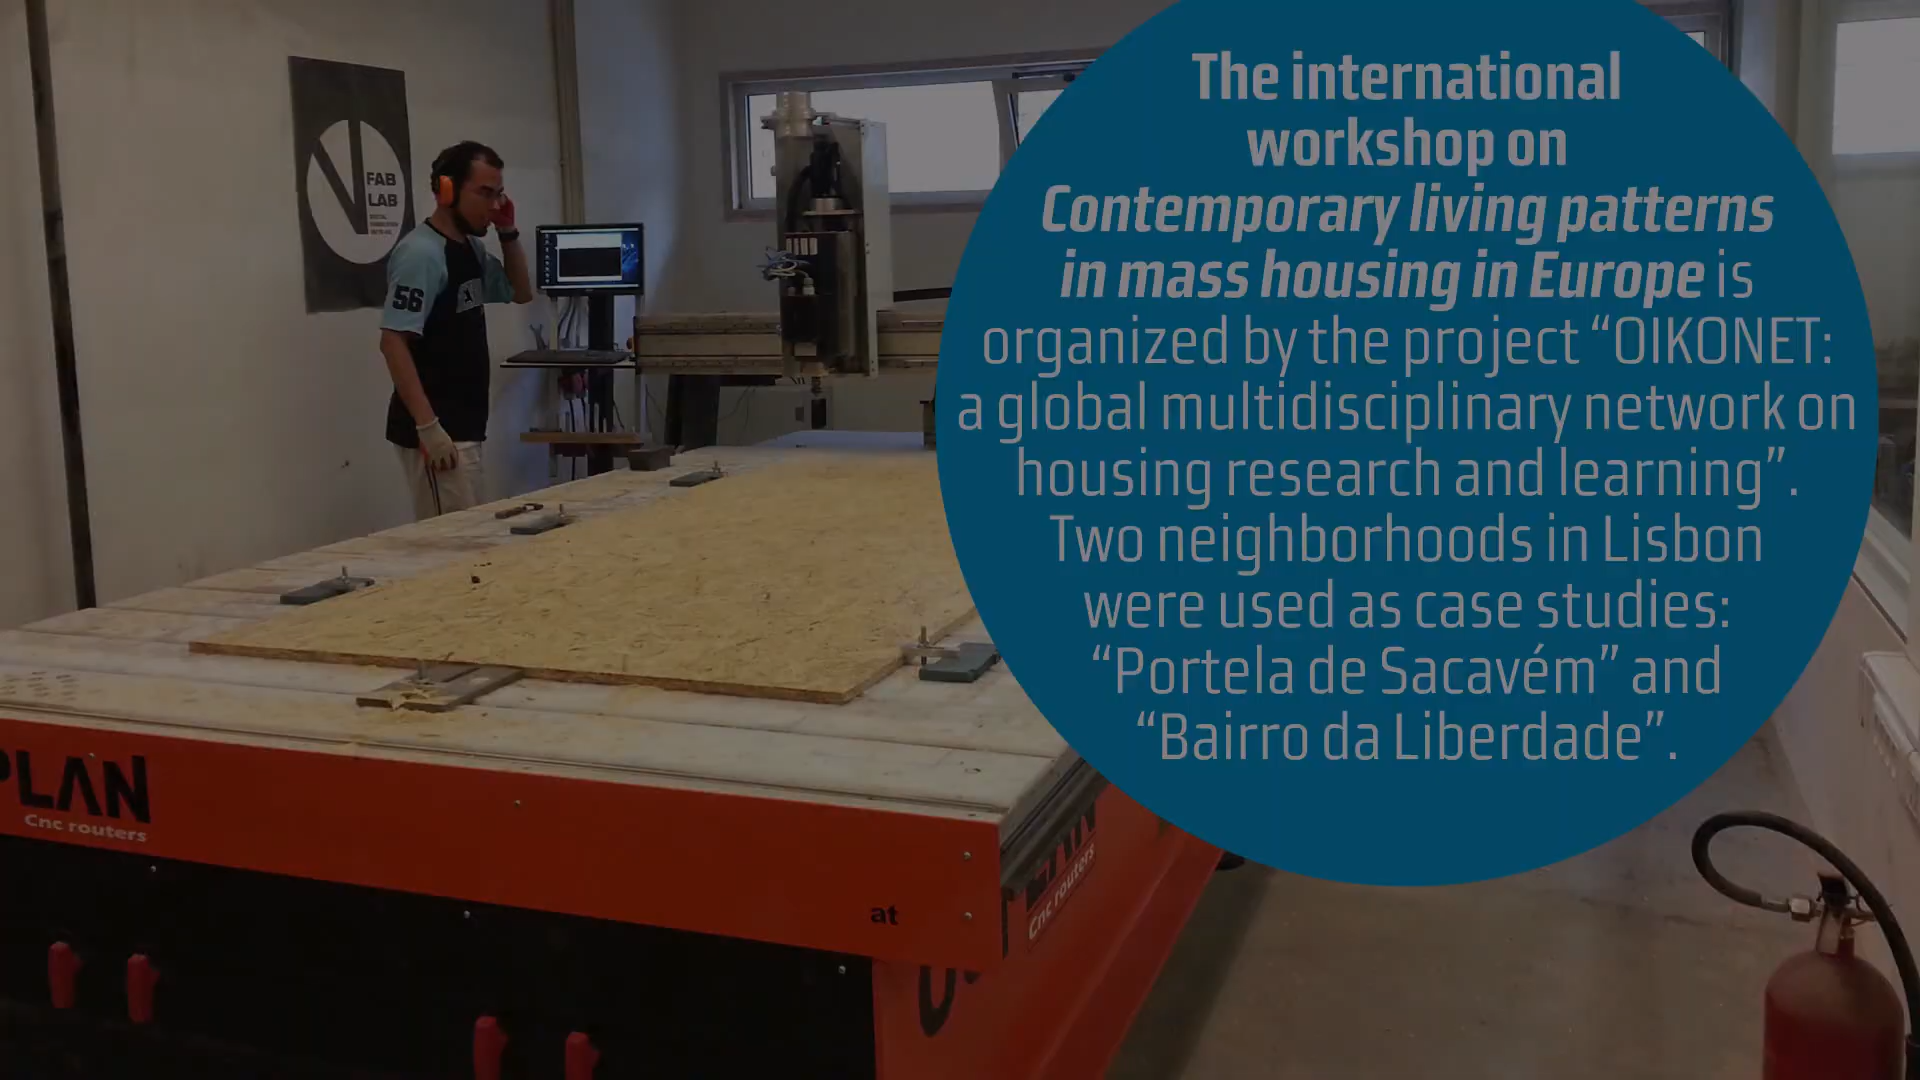 The international
workshop on
Contemporary living patterns
in mass housing in Europe is
organized by the project “OIKONET:
a global multidisciplinary network on
housing research and learning”.
Two neighborhoods in Lisbon
were used as case studies:
“Portela de Sacavém” and
“Bairro da Liberdade”.
FAB
LAB
56
PLAN
Cnc routers
at
Cnc routers